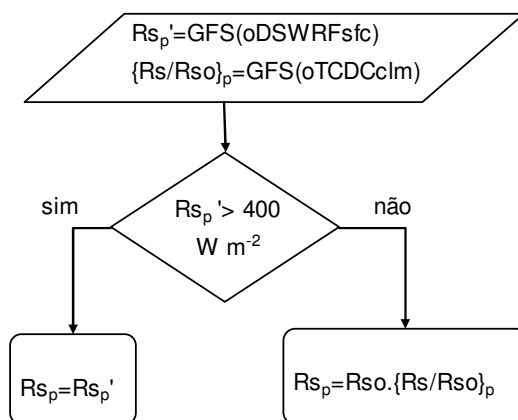 Rsₚ'=GFS(oDSWRFsfc)
{Rs/Rso}ₚ=GFS(oTCDCclm)
sim
Rsₚ'> 400
não
W m⁻²
Rsₚ=Rsₚ'
Rsₚ=Rso.{Rs/Rso}ₚ